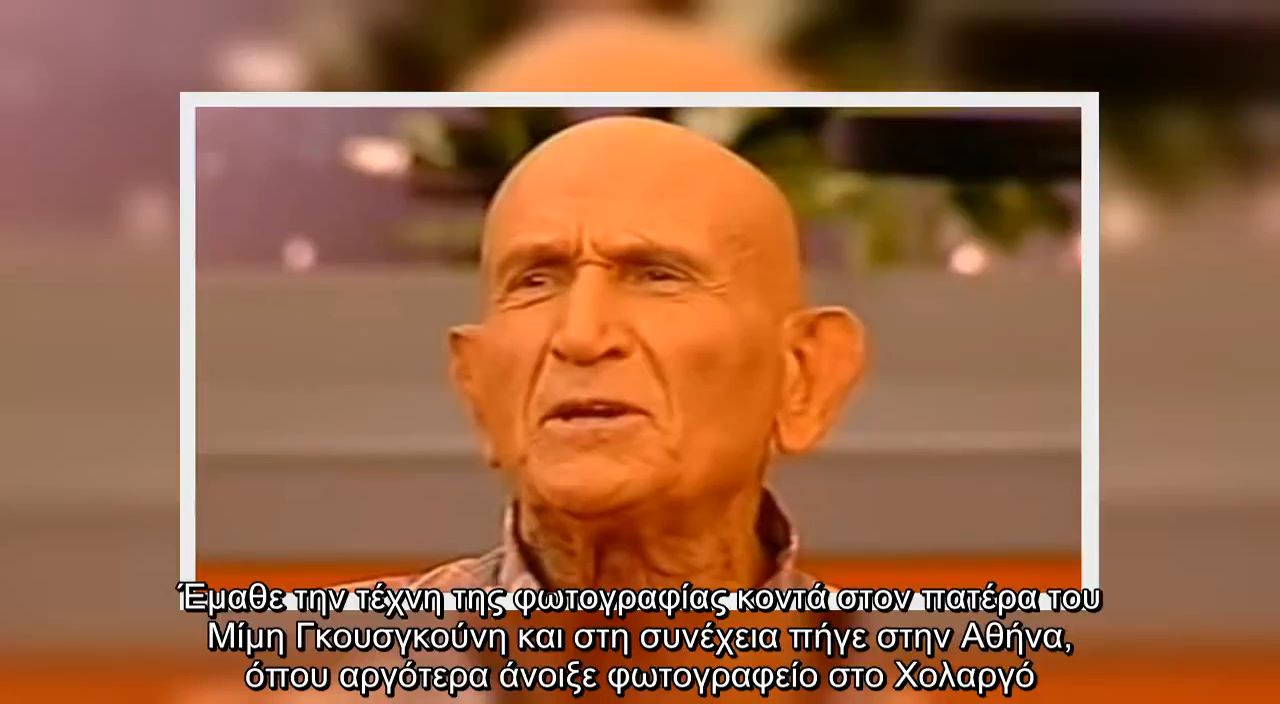 Έμαθε την τέχνη της φωτογραφίας κοντά στον πατέρα του
Μίμη Γκουσγκούνη και στη συνέχεια πήγε στην Αθήνα,
όπου αργότερα άνοιξε φωτογραφείο στο Χολαργό